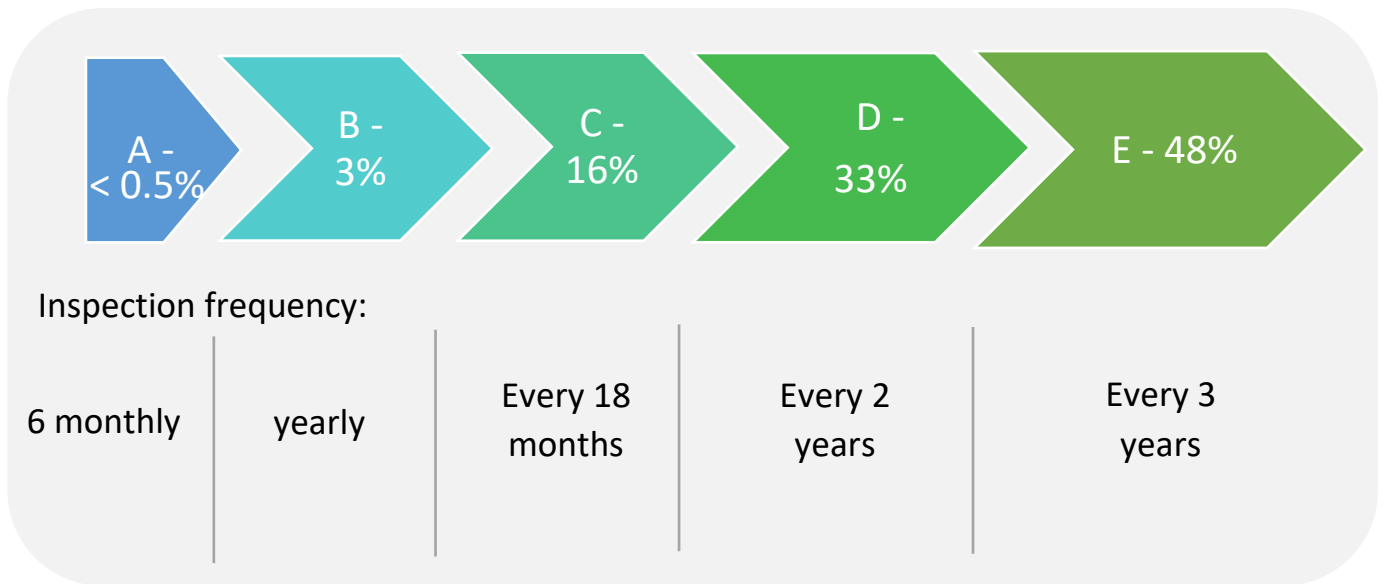 A -
< 0.5%
B -
3%
C -
16%
D -
33%
E - 48%
Inspection frequency:
6 monthly
yearly
Every 18
months
Every 2
years
Every 3
years